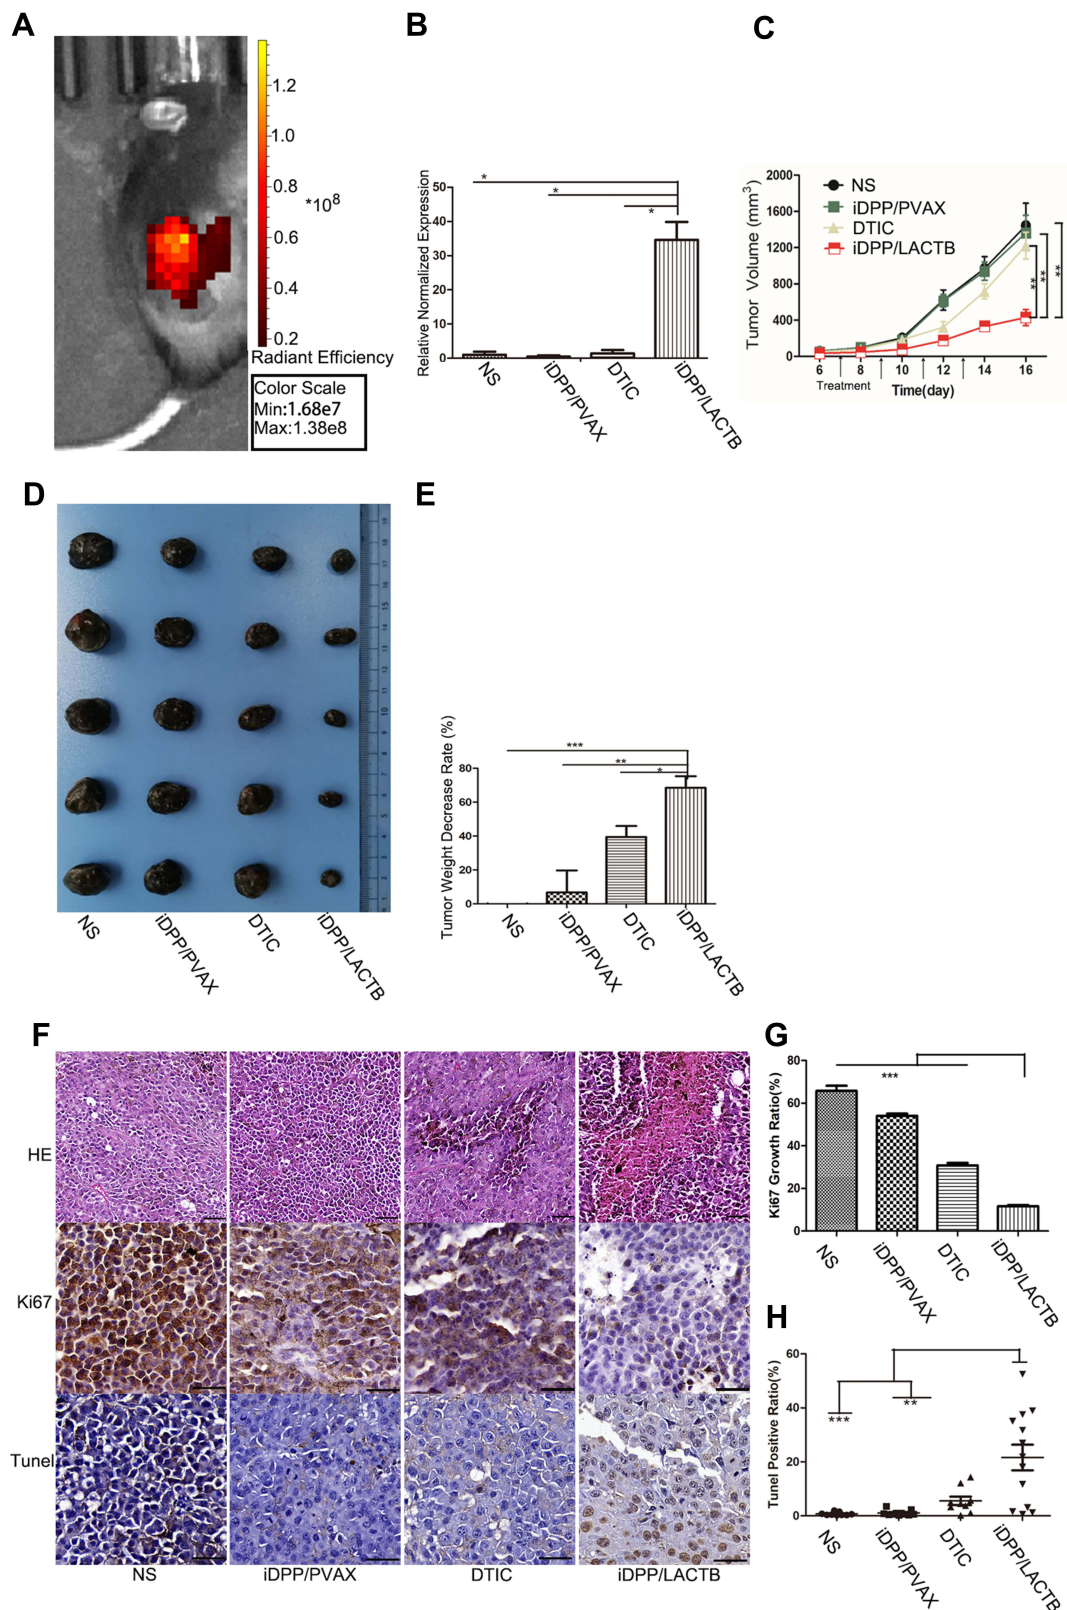 A
1.2
1.0
0.8
*10⁸
0.6
0.4
0.2
Radiant Efficiency
Color Scale
Min:1.68e7
Max:1.38e8
B
Relative Normalized Expression
50
40
30
20
10
0
*
*
*
NS
iDPP/PVAX
DTIC
iDPP/LACTB
C
Tumor Volume (mm³)
2000
1600
1200
800
400
0
NS
iDPP/PVAX
DTIC
iDPP/LACTB
**
**
**
6 8 10 12 14 16
Treatment
Time(day)
D
NS
iDPP/PVAX
DTIC
iDPP/LACTB
E
Tumor Weight Decrease Rate (%)
80
60
40
20
0
***
**
*
NS
iDPP/PVAX
DTIC
iDPP/LACTB
F
HE
Ki67
Tunel
NS
iDPP/PVAX
DTIC
iDPP/LACTB
G
Ki67 Growth Ratio(%)
80
60
40
20
0
***
NS
iDPP/PVAX
DTIC
iDPP/LACTB
H
Tunel Positive Ratio(%)
60
40
20
0
***
**
NS
iDPP/PVAX
DTIC
iDPP/LACTB